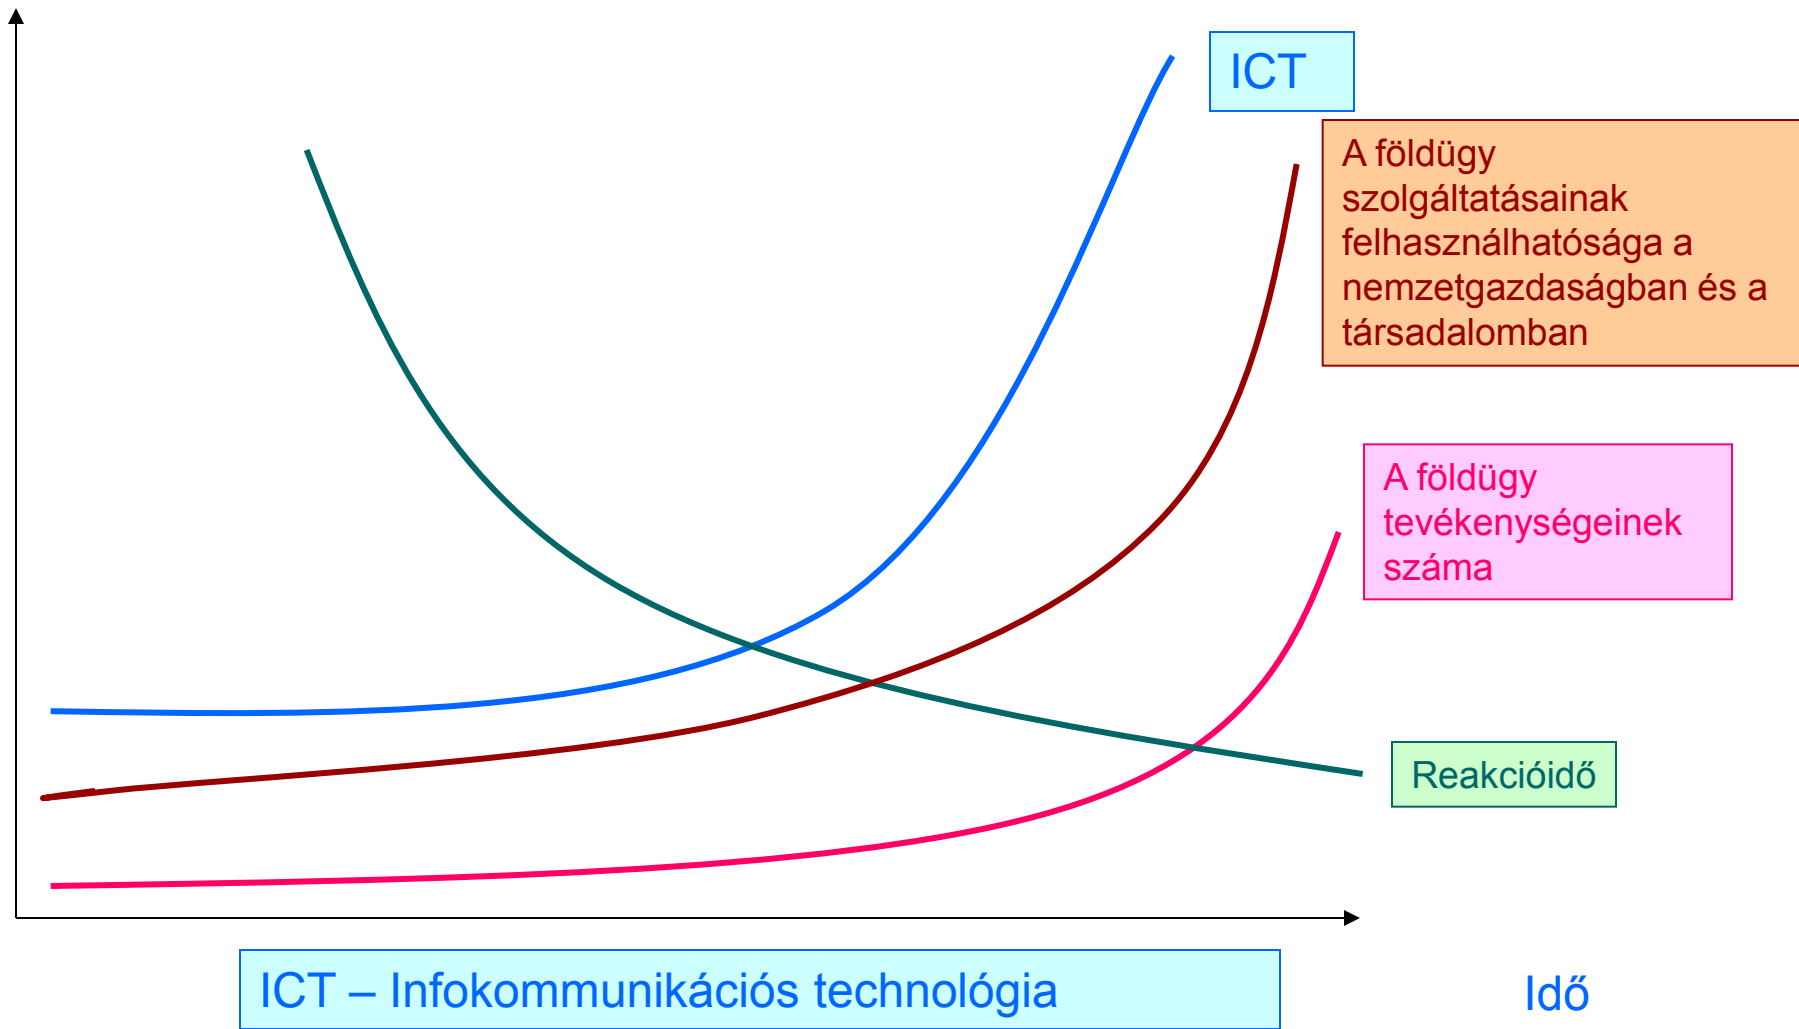 ICT
A földügy
szolgáltatásainak
felhasználhatósága a
nemzetgazdaságban és a
társadalomban
A földügy
tevékenységeinek
száma
Reakcióidő
ICT – Infokommunikációs technológia
Idő